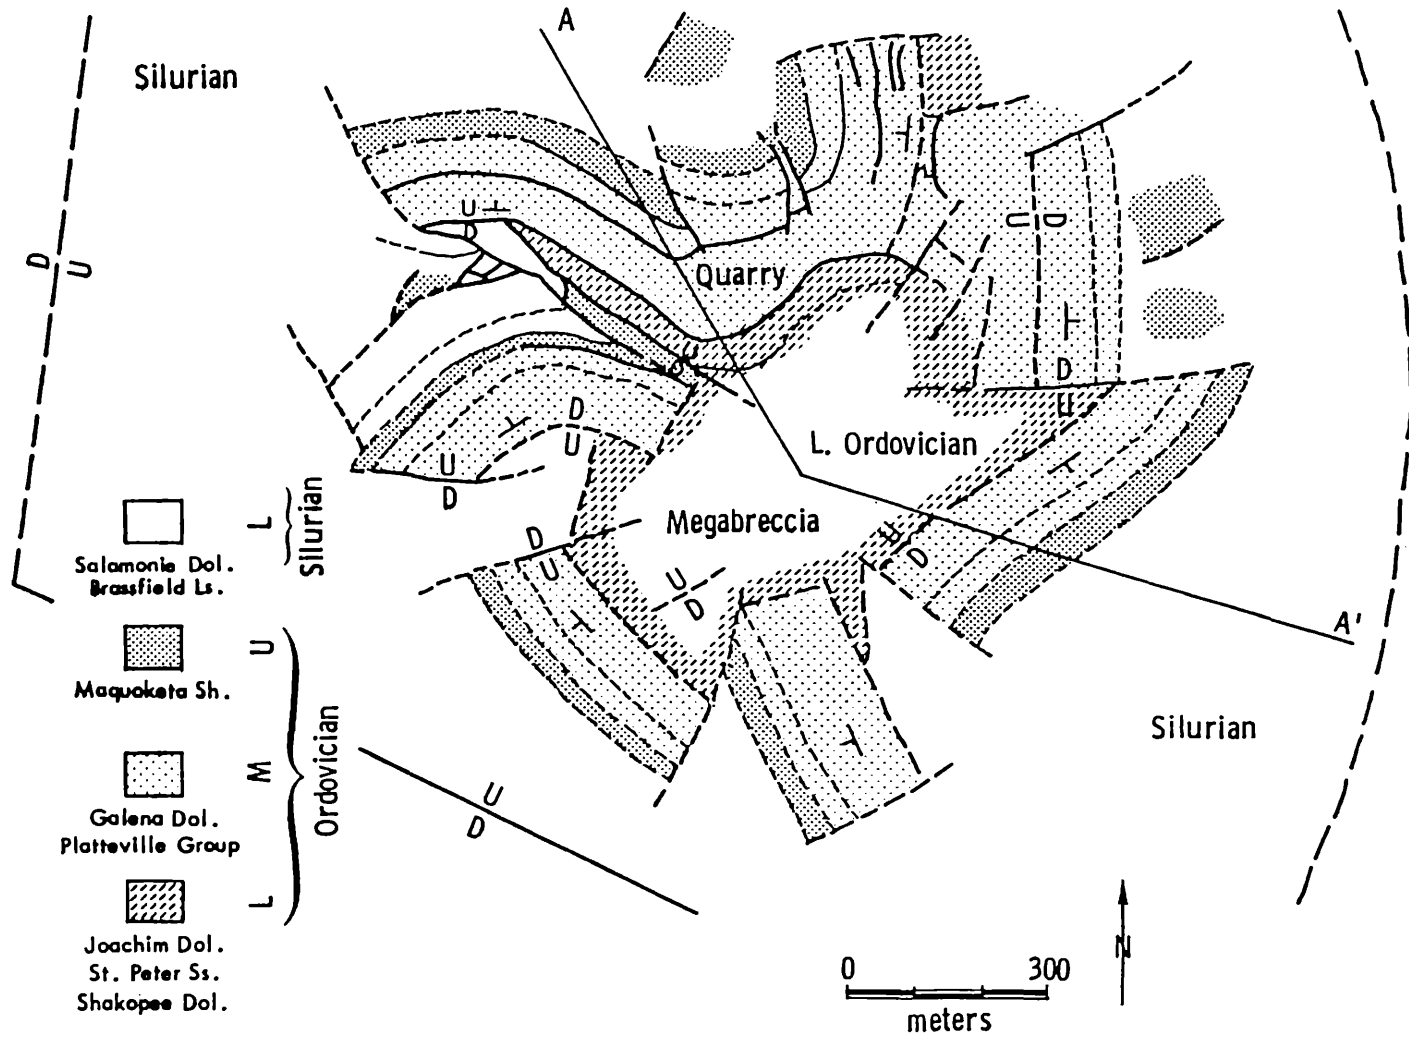 A
Silurian
D
U
U
D
Quarry
U
D
D
U
L. Ordovician
D
U
U
D
Megabreccia
D
U
U
D
U
D
A'
Silurian
U
D
L
Silurian
Salamonie Dol.
Brassfield Ls.
U
Maquoketa Sh.
M
Ordovician
Galena Dol.
Platteville Group
L
Joachim Dol.
St. Peter Ss.
Shakopee Dol.
N
0 300
meters